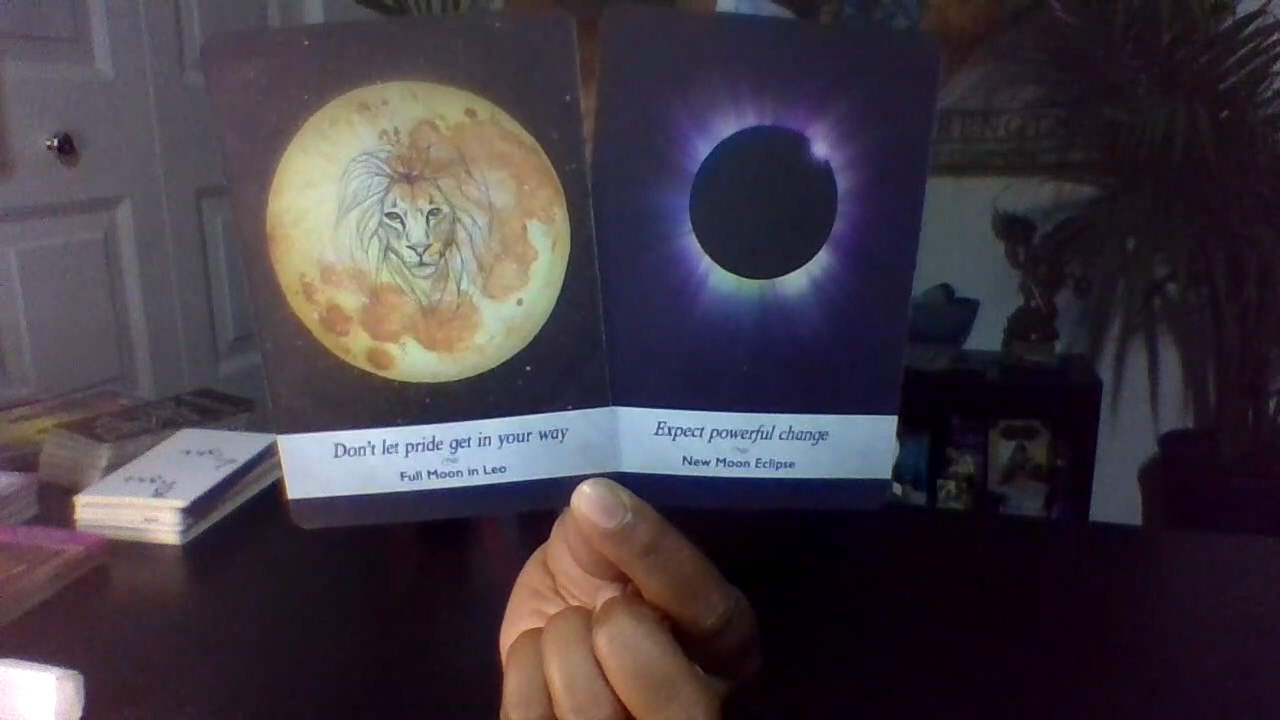 Don't let pride get in your way
Full Moon in Leo
Expect powerful change
New Moon Eclipse